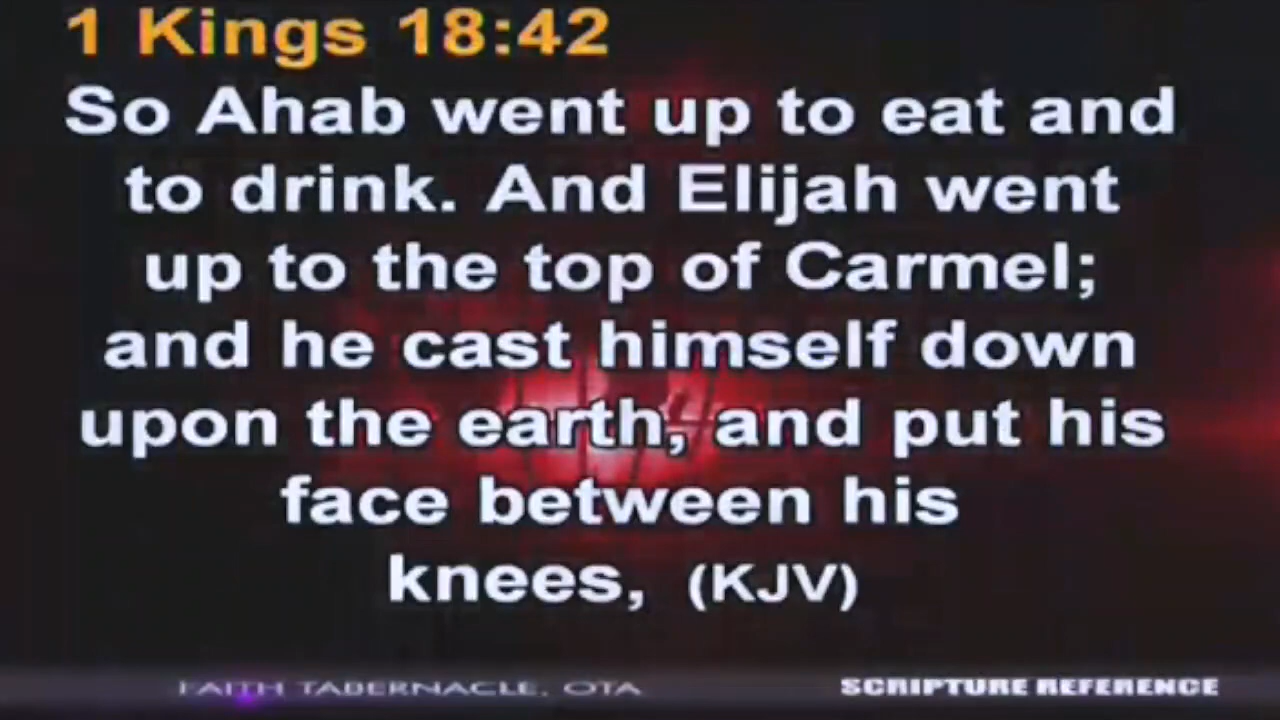 1 Kings 18:42
So Ahab went up to eat and
to drink. And Elijah went
up to the top of Carmel;
and he cast himself down
upon the earth, and put his
face between his
knees, (KJV)
FAITH TABERNACLE, OTA
SCRIPTURE REFERENCE